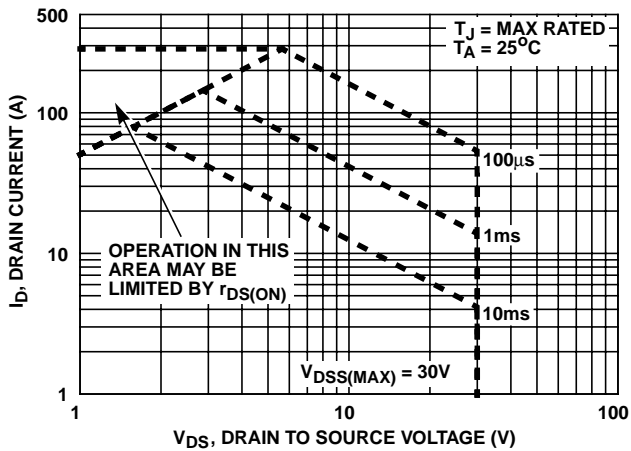 500
T_J = MAX RATED
T_A = 25°C
100
I_D, DRAIN CURRENT (A)
100μs
1ms
10
OPERATION IN THIS
AREA MAY BE
LIMITED BY r_DS(ON)
10ms
V_DSS(MAX) = 30V
1
1
10
100
V_DS, DRAIN TO SOURCE VOLTAGE (V)